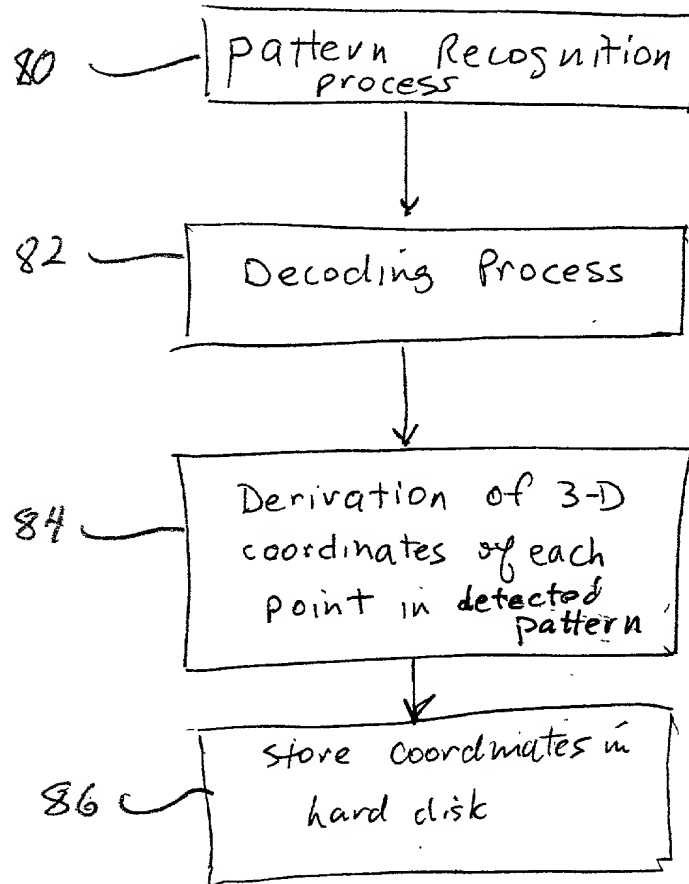 80
Pattern Recognition
process
82
Decoding Process
84
Derivation of 3-D
coordinates of each
point in detected
pattern
86
store coordinates in
hard disk